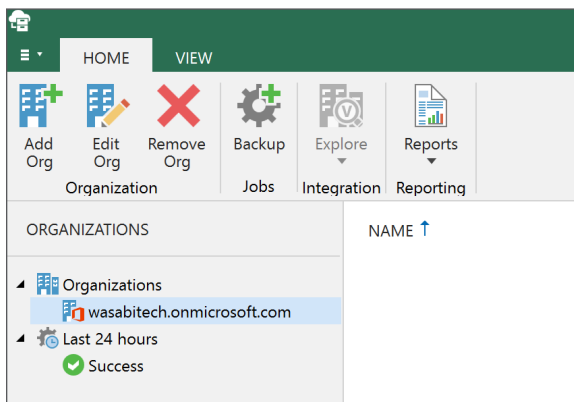 HOME VIEW
Add Org
Edit Org
Remove Org
Backup
Explore
Reports
Organization Jobs Integration Reporting
ORGANIZATIONS
NAME
Organizations
wasabitech.onmicrosoft.com
Last 24 hours
Success